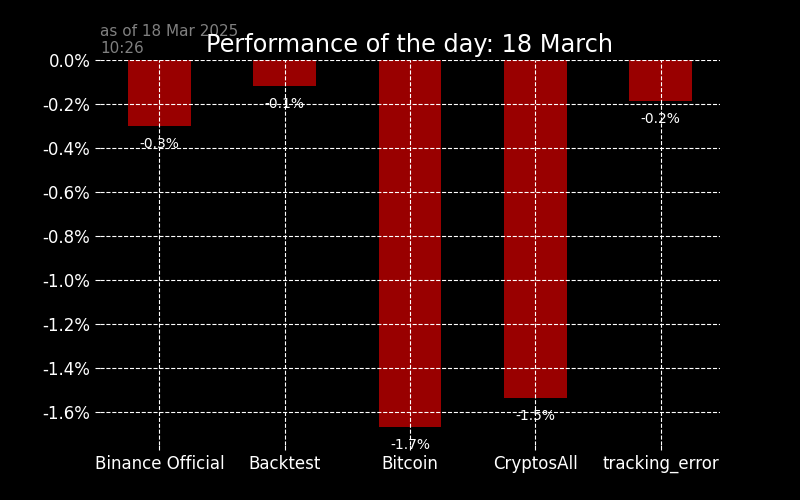 as of 18 Mar 2025
10:26
Performance of the day: 18 March
0.0%
-0.2%
-0.4%
-0.6%
-0.8%
-1.0%
-1.2%
-1.4%
-1.6%
-0.3%
-0.1%
-1.7%
-1.5%
-0.2%
Binance Official
Backtest
Bitcoin
CryptosAll
tracking_error